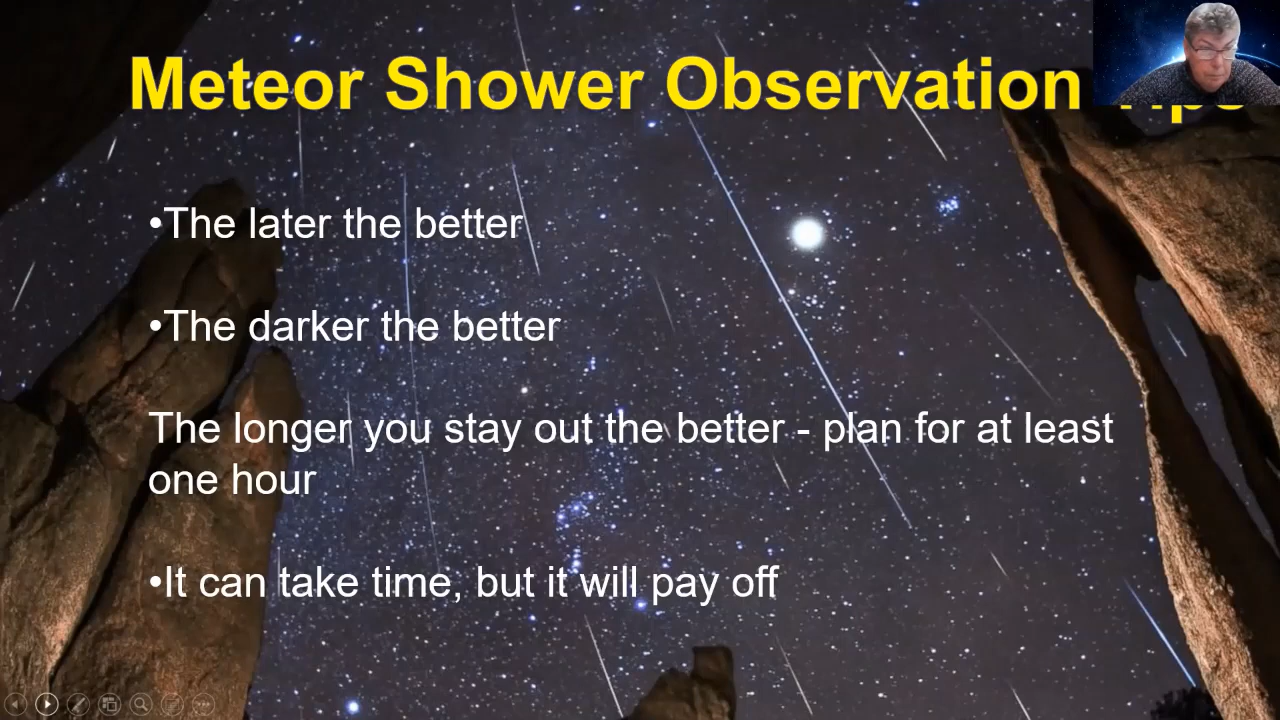 Meteor Shower Observation Tips
•The later the better
•The darker the better
The longer you stay out the better - plan for at least
one hour
•It can take time, but it will pay off